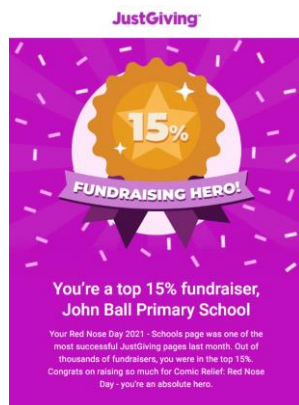 JustGiving™
15%
FUNDRAISING HERO!
You're a top 15% fundraiser,
John Ball Primary School
Your Red Nose Day 2021 - Schools page was one of the
most successful JustGiving pages last month. Out of
thousands of fundraisers, you were in the top 15%.
Congrats on raising so much for Comic Relief: Red Nose
Day - you're an absolute hero.